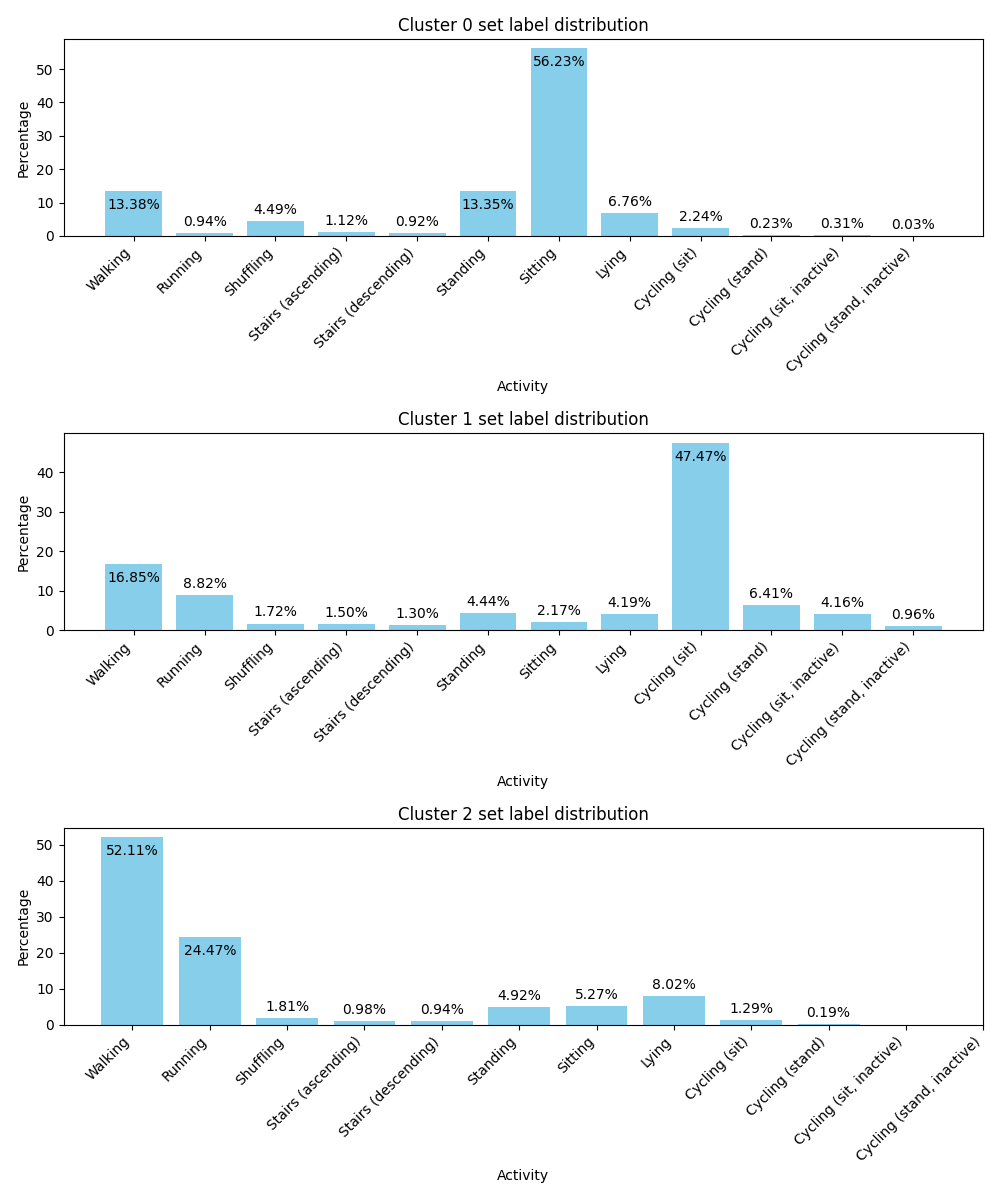 Cluster 0 set label distribution
Percentage
50
40
30
20
10
0
13.38%
0.94%
4.49%
1.12%
0.92%
13.35%
56.23%
6.76%
2.24%
0.23%
0.31%
0.03%
Walking
Running
Shuffling
Stairs (ascending)
Stairs (descending)
Standing
Sitting
Lying
Cycling (sit)
Cycling (stand)
Cycling (sit, inactive)
Cycling (stand, inactive)
Activity
Cluster 1 set label distribution
Percentage
40
30
20
10
0
16.85%
8.82%
1.72%
1.50%
1.30%
4.44%
2.17%
4.19%
47.47%
6.41%
4.16%
0.96%
Walking
Running
Shuffling
Stairs (ascending)
Stairs (descending)
Standing
Sitting
Lying
Cycling (sit)
Cycling (stand)
Cycling (sit, inactive)
Cycling (stand, inactive)
Activity
Cluster 2 set label distribution
Percentage
50
40
30
20
10
0
52.11%
24.47%
1.81%
0.98%
0.94%
4.92%
5.27%
8.02%
1.29%
0.19%
Walking
Running
Shuffling
Stairs (ascending)
Stairs (descending)
Standing
Sitting
Lying
Cycling (sit)
Cycling (stand)
Cycling (sit, inactive)
Cycling (stand, inactive)
Activity